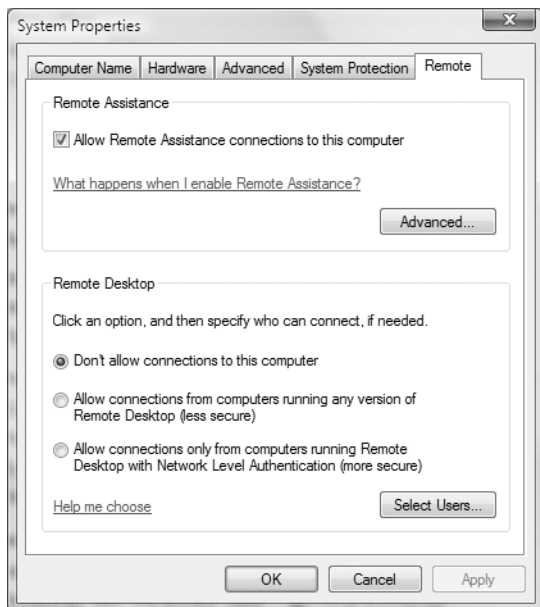 System Properties
Computer Name Hardware Advanced System Protection Remote
Remote Assistance
Allow Remote Assistance connections to this computer
What happens when I enable Remote Assistance?
Advanced...
Remote Desktop
Click an option, and then specify who can connect, if needed.
Don't allow connections to this computer
Allow connections from computers running any version of
Remote Desktop (less secure)
Allow connections only from computers running Remote
Desktop with Network Level Authentication (more secure)
Help me choose
Select Users...
OK Cancel Apply